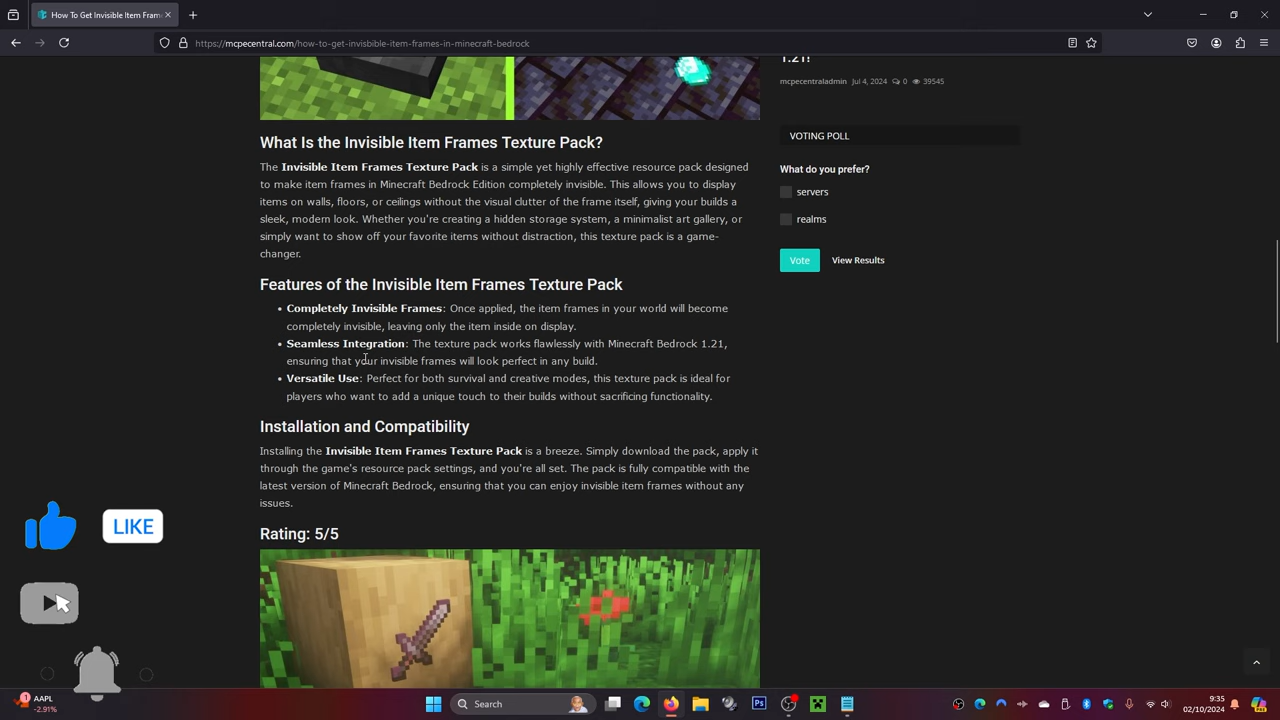 How To Get Invisible Item Fram
https://mcpecentral.com/how-to-get-invisbible-item-frames-in-minecraft-bedrock
1.21!
mcpecentraladmin Jul 4, 2024 0 39545
VOTING POLL
What do you prefer?
servers
realms
Vote View Results
What Is the Invisible Item Frames Texture Pack?
The Invisible Item Frames Texture Pack is a simple yet highly effective resource pack designed
to make item frames in Minecraft Bedrock Edition completely invisible. This allows you to display
items on walls, floors, or ceilings without the visual clutter of the frame itself, giving your builds a
sleek, modern look. Whether you're creating a hidden storage system, a minimalist art gallery, or
simply want to show off your favorite items without distraction, this texture pack is a game-
changer.
Features of the Invisible Item Frames Texture Pack
• Completely Invisible Frames: Once applied, the item frames in your world will become
completely invisible, leaving only the item inside on display.
• Seamless Integration: The texture pack works flawlessly with Minecraft Bedrock 1.21,
ensuring that your invisible frames will look perfect in any build.
• Versatile Use: Perfect for both survival and creative modes, this texture pack is ideal for
players who want to add a unique touch to their builds without sacrificing functionality.
Installation and Compatibility
Installing the Invisible Item Frames Texture Pack is a breeze. Simply download the pack, apply it
through the game's resource pack settings, and you're all set. The pack is fully compatible with the
latest version of Minecraft Bedrock, ensuring that you can enjoy invisible item frames without any
issues.
Rating: 5/5
LIKE
1
AAPL
-2.91%
Search
Ps
9:35
02/10/2024